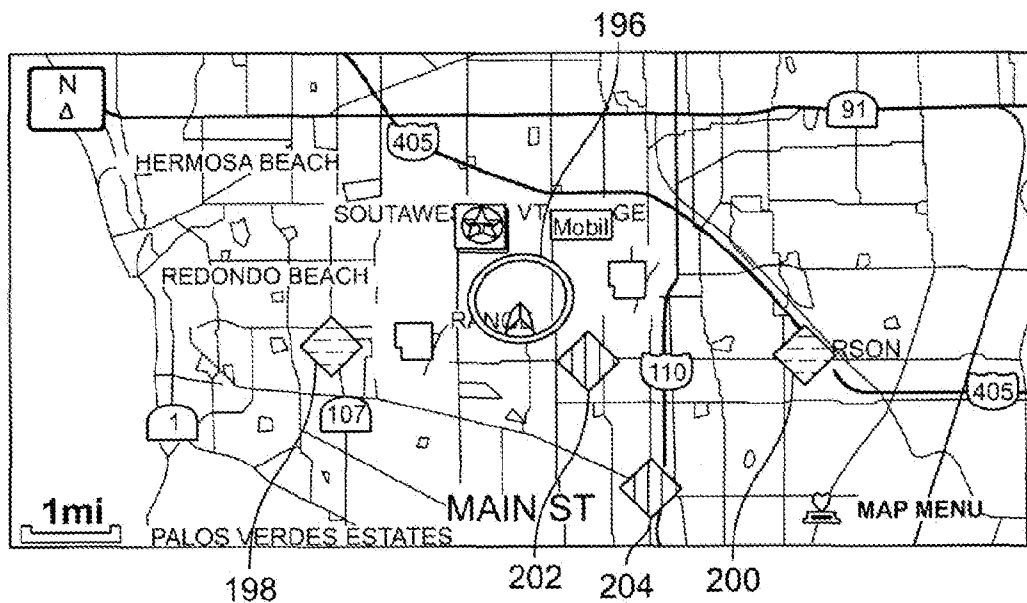 196
N
405
91
HERMOSA BEACH
SOUTAWES VT GE
Mobil
REDONDO BEACH
RANCE
RSON
110
405
1
107
1mi
MAIN ST
MAP MENU
PALOS VERDES ESTATES
198
202
204
200